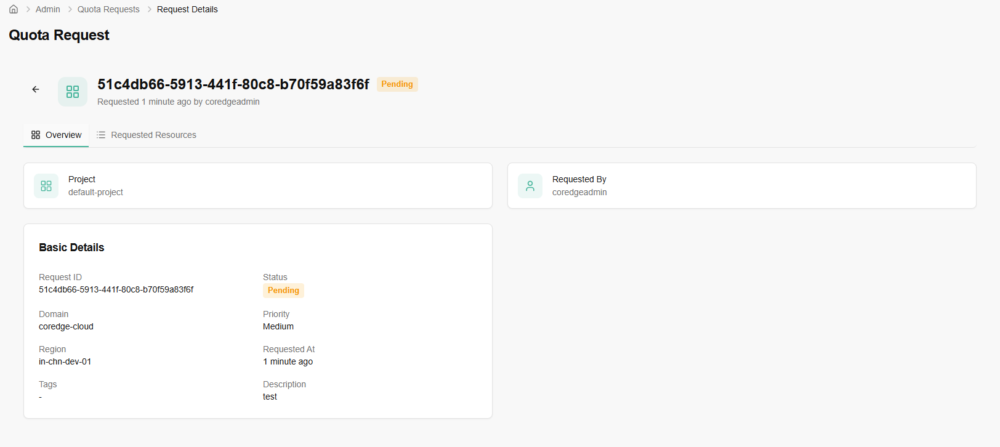 Admin > Quota Requests > Request Details
Quota Request
51c4db66-5913-441f-80c8-b70f59a83f6f Pending
Requested 1 minute ago by coredgeadmin
Overview Requested Resources
Project
default-project
Requested By
coredgeadmin
Basic Details
Request ID
51c4db66-5913-441f-80c8-b70f59a83f6f
Status
Pending
Domain
coredge-cloud
Priority
Medium
Region
in-chn-dev-01
Requested At
1 minute ago
Tags
-
Description
test